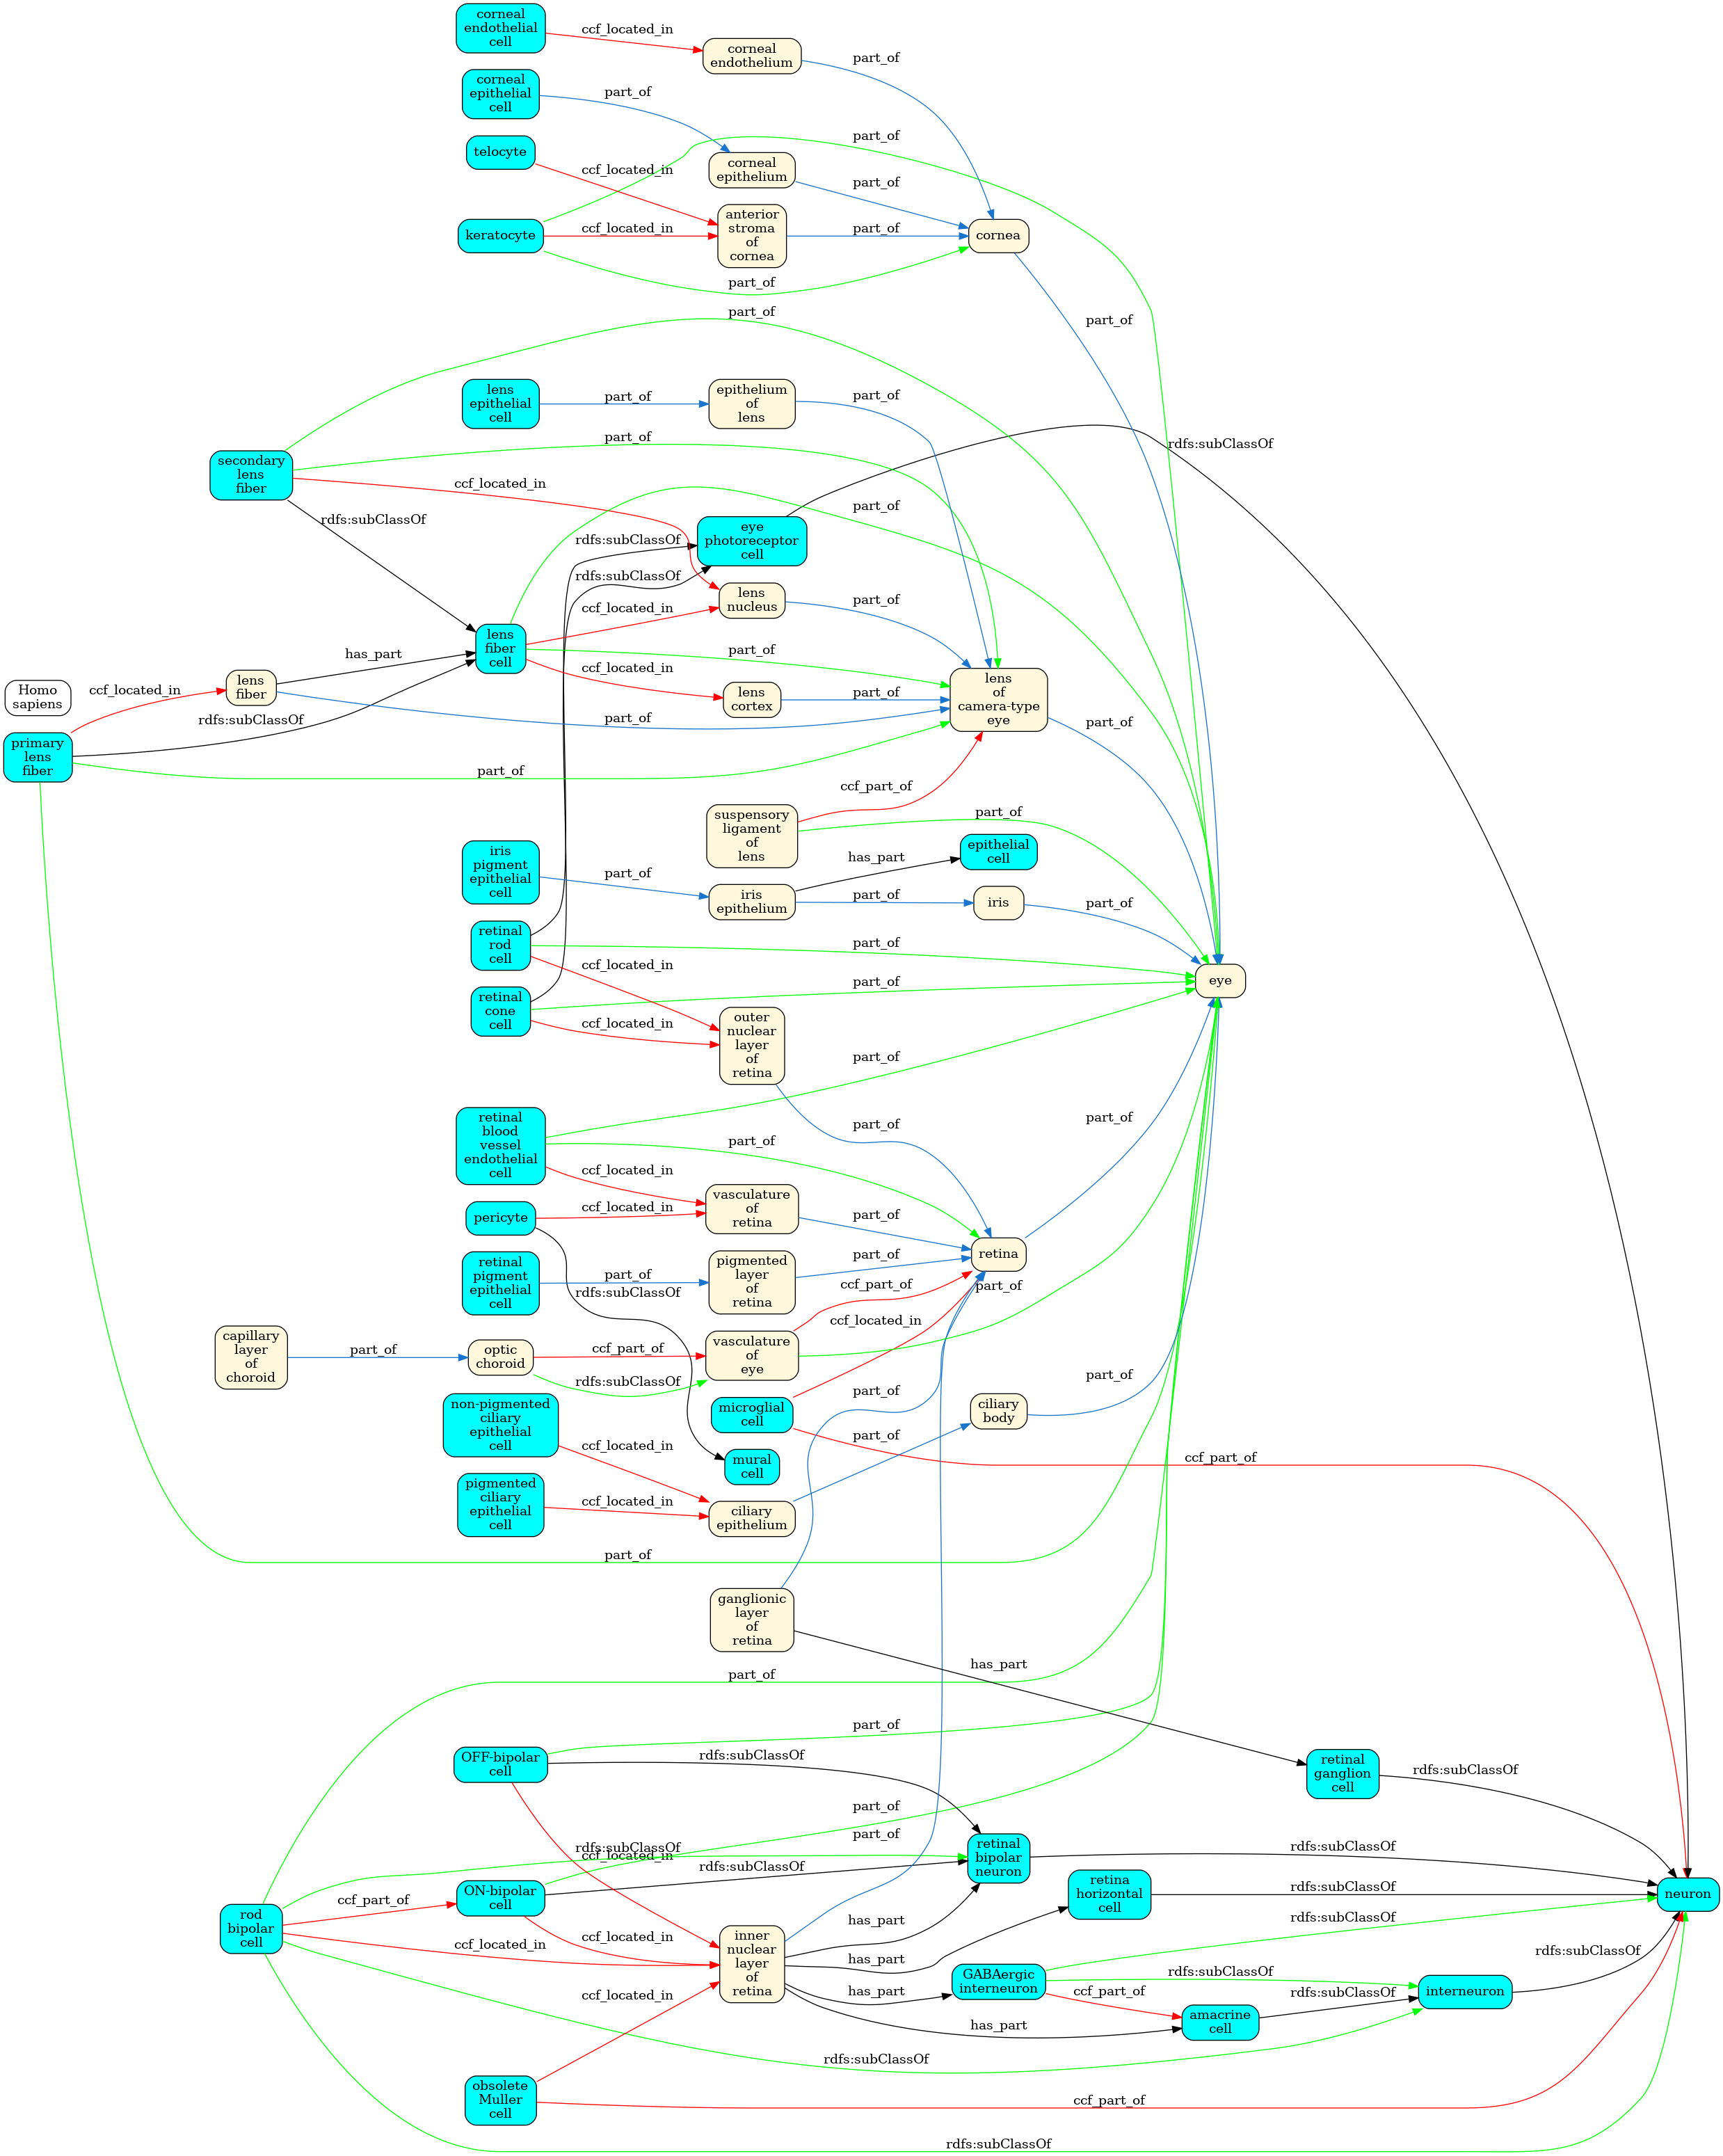 corneal
endothelial
cell
ccf_located_in
corneal
endothelium
part_of
corneal
epithelial
cell
part_of
corneal
epithelium
part_of
part_of
telocyte
ccf_located_in
anterior
stroma
of
cornea
part_of
cornea
keratocyte
ccf_located_in
part_of
part_of
part_of
lens
epithelial
cell
part_of
epithelium
of
lens
part_of
secondary
lens
fiber
part_of
ccf_located_in
rdfs:subClassOf
rdfs:subClassOf
eye
photoreceptor
cell
part_of
rdfs:subClassOf
rdfs:subClassOf
lens
nucleus
part_of
lens
fiber
cell
ccf_located_in
part_of
ccf_located_in
lens
cortex
part_of
lens
of
camera-type
eye
part_of
Homo
sapiens
ccf_located_in
lens
fiber
has_part
rdfs:subClassOf
part_of
primary
lens
fiber
part_of
ccf_part_of
suspensory
ligament
of
lens
part_of
iris
pigment
epithelial
cell
part_of
iris
epithelium
has_part
epithelial
cell
part_of
iris
part_of
retinal
rod
cell
part_of
ccf_located_in
eye
retinal
cone
cell
part_of
ccf_located_in
outer
nuclear
layer
of
retina
part_of
part_of
retinal
blood
vessel
endothelial
cell
part_of
part_of
ccf_located_in
vasculature
of
retina
part_of
pericyte
ccf_located_in
rdfs:subClassOf
retina
retinal
pigment
epithelial
cell
part_of
pigmented
layer
of
retina
part_of
ccf_part_of
part_of
ccf_located_in
capillary
layer
of
choroid
part_of
optic
choroid
ccf_part_of
rdfs:subClassOf
vasculature
of
eye
part_of
microglial
cell
part_of
ccf_part_of
non-pigmented
ciliary
epithelial
cell
ccf_located_in
mural
cell
ciliary
body
part_of
pigmented
ciliary
epithelial
cell
ccf_located_in
ciliary
epithelium
part_of
ganglionic
layer
of
retina
has_part
part_of
OFF-bipolar
cell
rdfs:subClassOf
part_of
retinal
ganglion
cell
rdfs:subClassOf
part_of
part_of
rdfs:subClassOf
ccf_located_in
rdfs:subClassOf
retinal
bipolar
neuron
rdfs:subClassOf
rod
bipolar
cell
ccf_part_of
ON-bipolar
cell
ccf_located_in
ccf_located_in
retina
horizontal
cell
rdfs:subClassOf
neuron
inner
nuclear
layer
of
retina
has_part
has_part
has_part
has_part
GABAergic
interneuron
rdfs:subClassOf
rdfs:subClassOf
ccf_part_of
amacrine
cell
rdfs:subClassOf
interneuron
rdfs:subClassOf
ccf_located_in
rdfs:subClassOf
obsolete
Muller
cell
ccf_part_of
rdfs:subClassOf